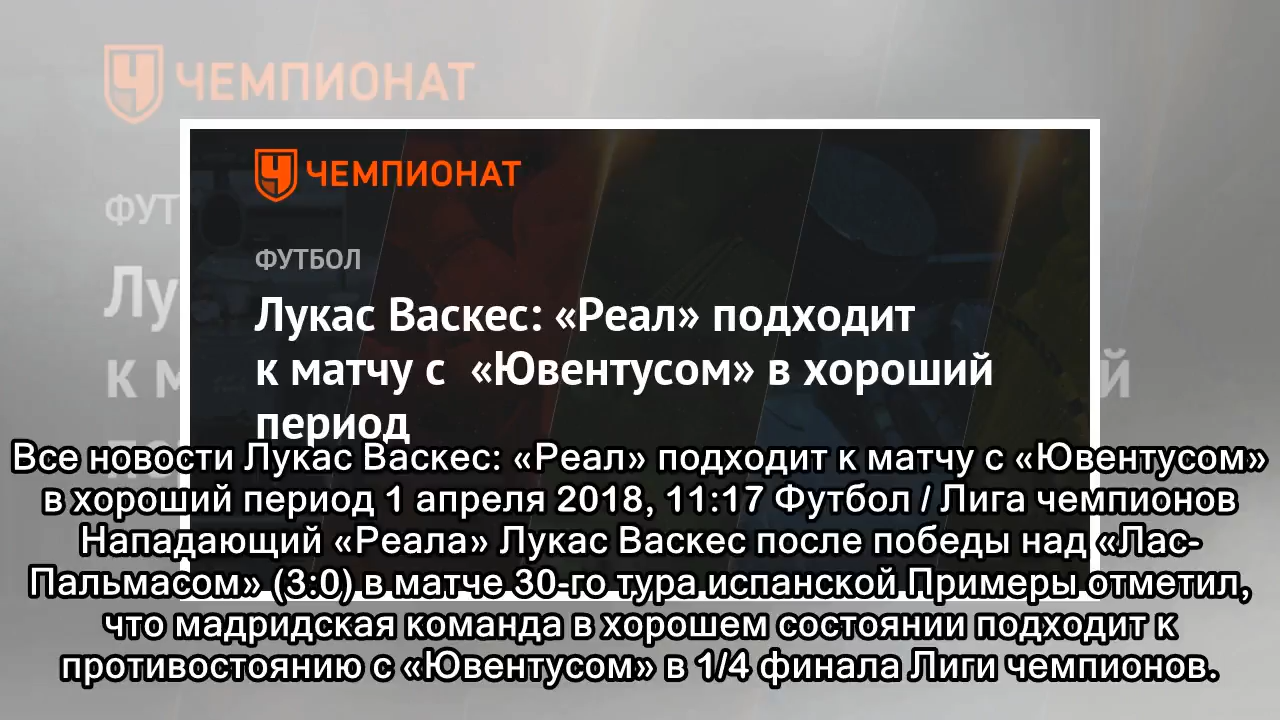 ЧЕМПИОНАТ
ФУТ
Лу
к м
й
ЧЕМПИОНАТ
ФУТБОЛ
Лукас Васкес: «Реал» подходит
к матчу с «Ювентусом» в хороший
период
Все новости Лукас Васкес: «Реал» подходит к матчу с «Ювентусом»
в хороший период 1 апреля 2018, 11:17 Футбол / Лига чемпионов
Нападающий «Реала» Лукас Васкес после победы над «Лас-
Пальмасом» (3:0) в матче 30-го тура испанской Примеры отметил,
что мадридская команда в хорошем состоянии подходит к
противостоянию с «Ювентусом» в 1/4 финала Лиги чемпионов.